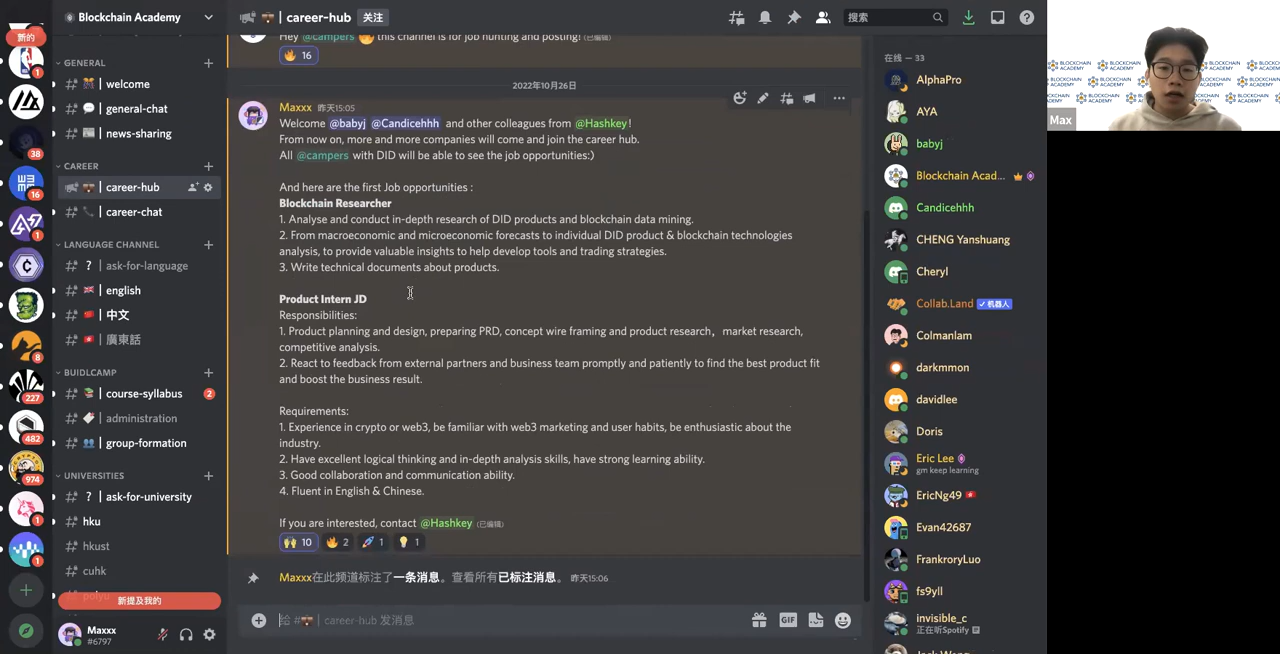 新的
1
38
16
1
8
227
482
974
1
1
Blockchain Academy
GENERAL
welcome
general-chat
news-sharing
CAREER
career-hub
career-chat
LANGUAGE CHANNEL
? | ask-for-language
english
中文
廣東話
BUIDLCAMP
course-syllabus 2
administration
group-formation
UNIVERSITIES
? | ask-for-university
hku
hkust
cuhk
polyu
新提及我的
Maxxx
#6797
| career-hub 关注
搜索
Hey @campers 🔥 this channel is for job hunting and posting! (已编辑)
🔥 16
2022年10月26日
Maxxx 昨天15:05
Welcome @babyj @Candicehhh and other colleagues from @Hashkey!
From now on, more and more companies will come and join the career hub.
All @campers with DID will be able to see the job opportunities:)
And here are the first Job opportunities :
Blockchain Researcher
1. Analyse and conduct in-depth research of DID products and blockchain data mining.
2. From macroeconomic and microeconomic forecasts to individual DID product & blockchain technologies
analysis, to provide valuable insights to help develop tools and trading strategies.
3. Write technical documents about products.
Product Intern JD
Responsibilities:
1. Product planning and design, preparing PRD, concept wire framing and product research，market research,
competitive analysis.
2. React to feedback from external partners and business team promptly and patiently to find the best product fit
and boost the business result.
Requirements:
1. Experience in crypto or web3, be familiar with web3 marketing and user habits, be enthusiastic about the
industry.
2. Have excellent logical thinking and in-depth analysis skills, have strong learning ability.
3. Good collaboration and communication ability.
4. Fluent in English & Chinese.
If you are interested, contact @Hashkey (已编辑)
🙌 10 🔥 2 🚀 1 💡 1
Maxxx在此频道标注了一条消息。查看所有已标注消息。 昨天15:06
给 #💼 | career-hub 发消息
GIF
在线 — 33
AlphaPro
AYA
babyj
Blockchain Acad...
Candicehhh
CHENG Yanshuang
Cheryl
Collab.Land ✓机器人
Colmanlam
darkmmon
davidlee
Doris
Eric Lee
gm keep learning
EricNg49
Evan42687
FrankroryLuo
fs9yll
invisible_c
正在听Spotify
BLOCKCHAIN ACADEMY
Max